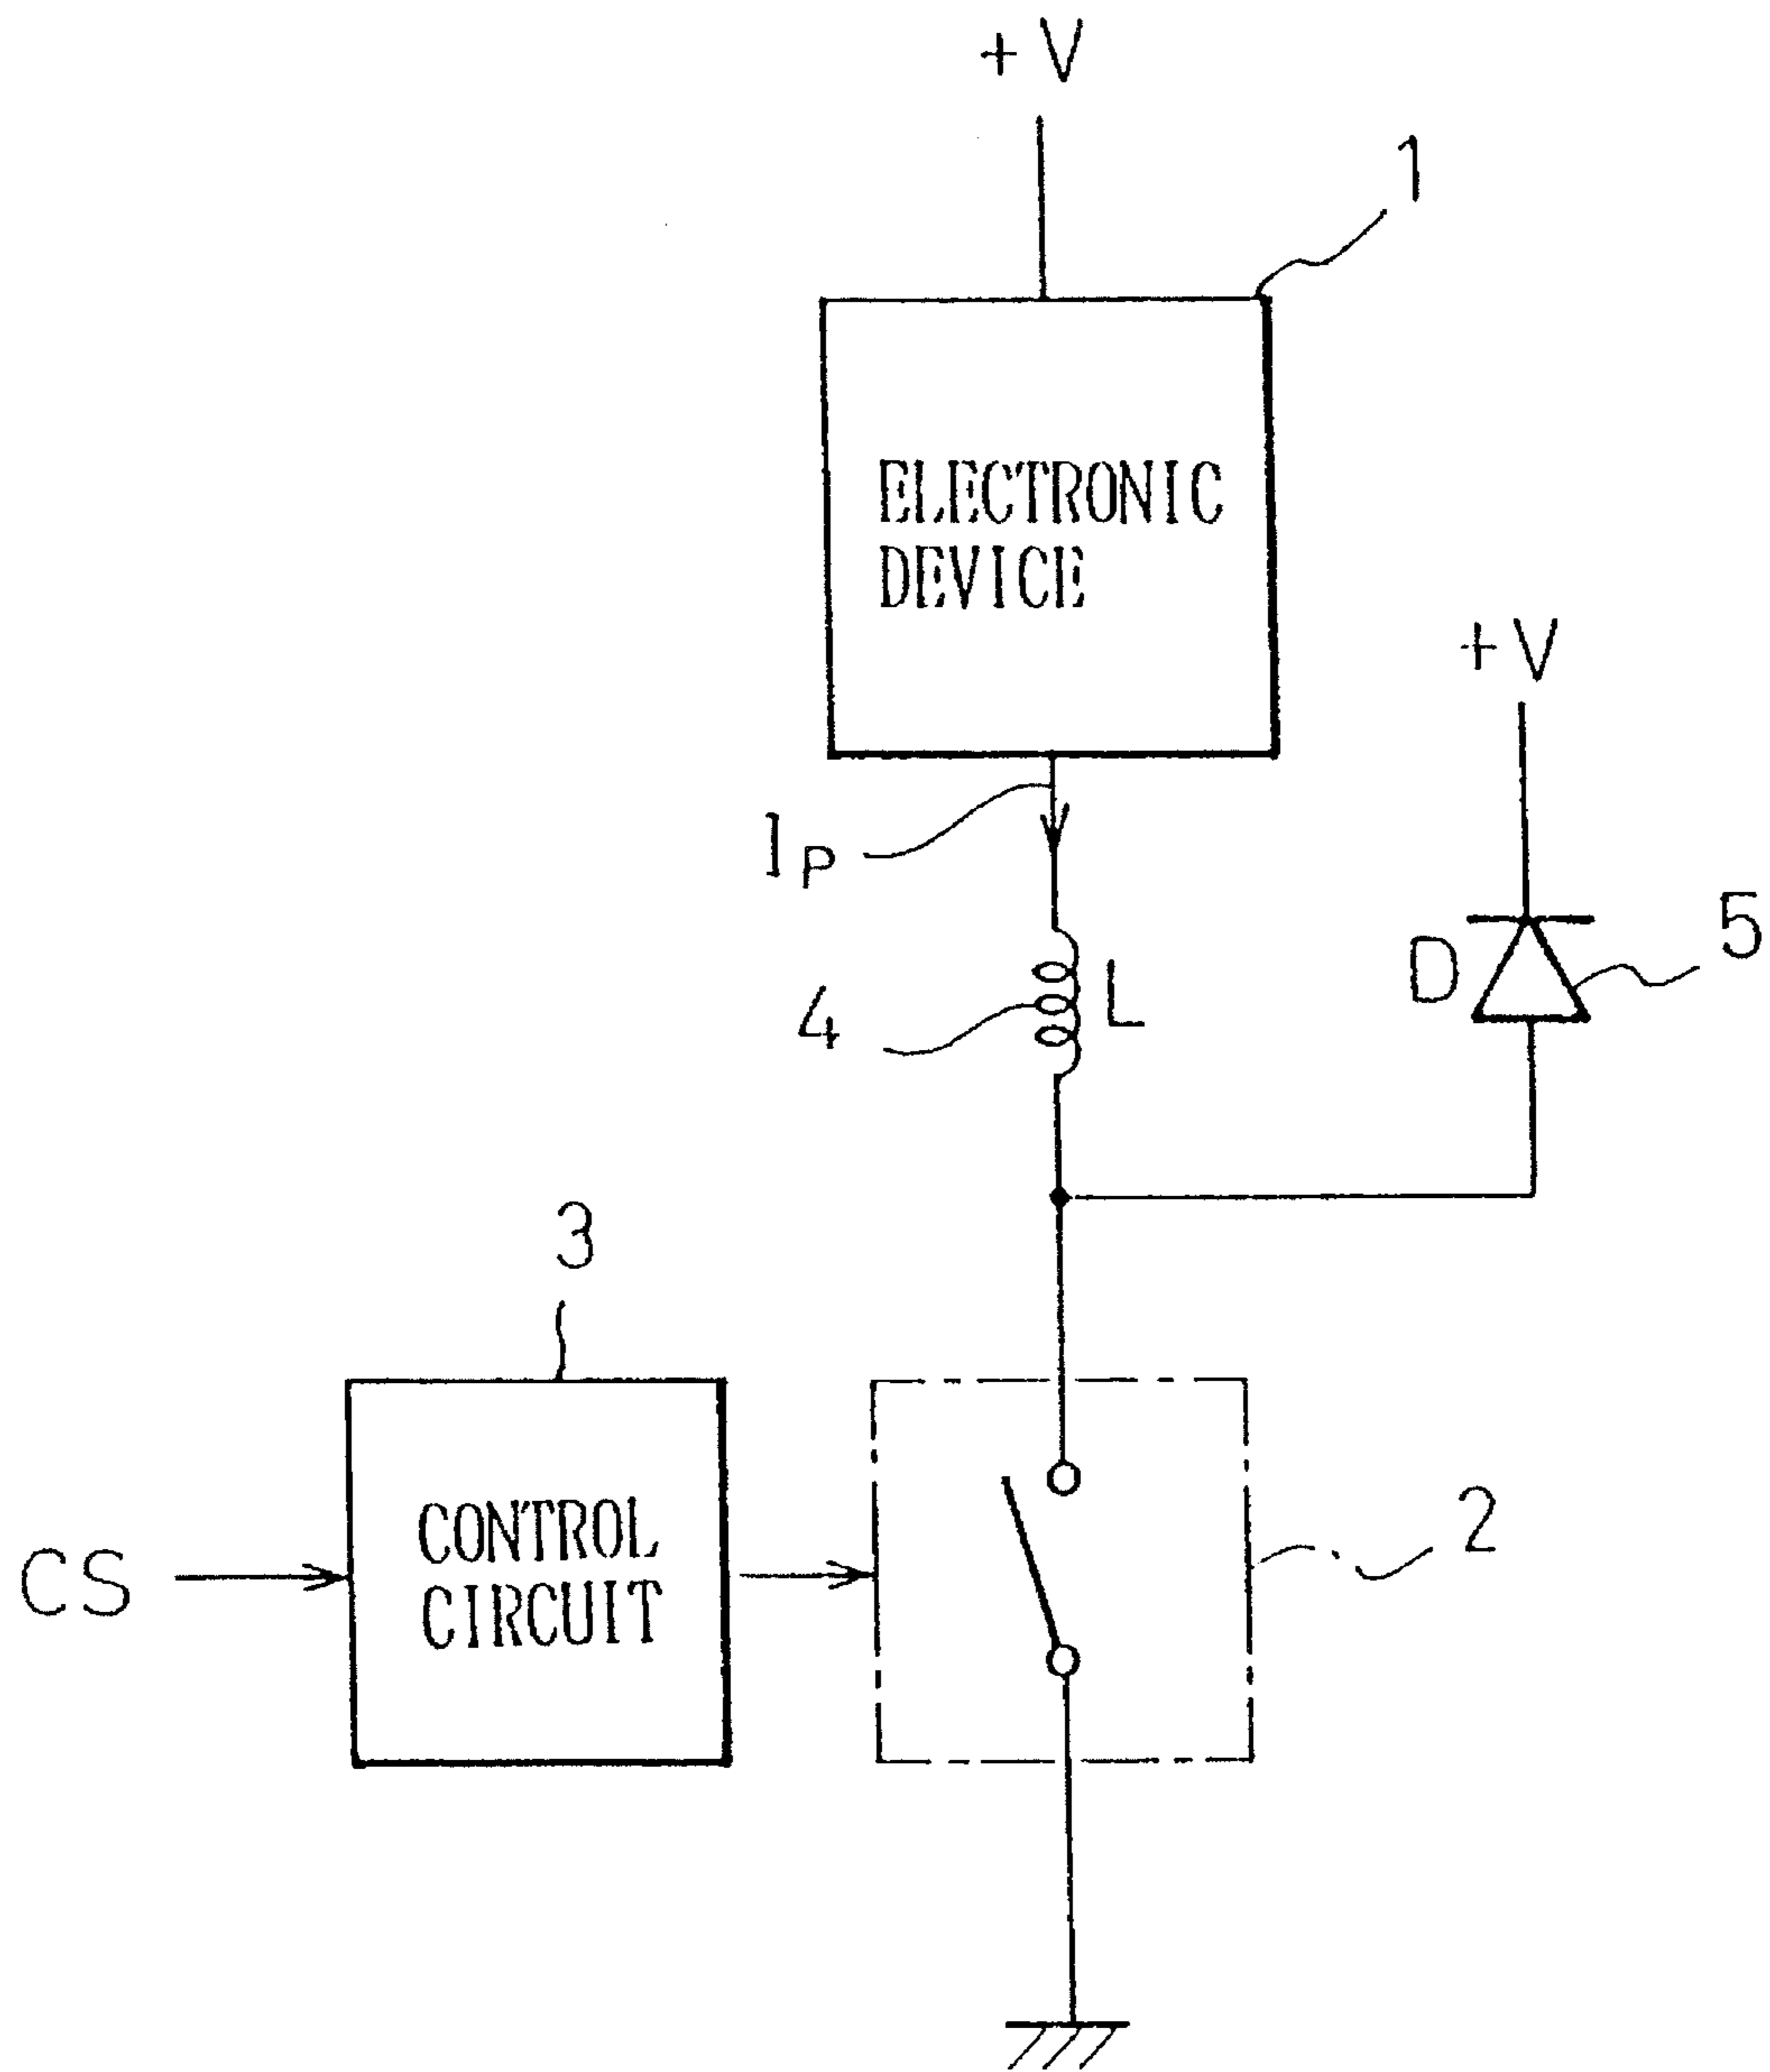 +V
1
ELECTRONIC
DEVICE
+V
IP
5
D
4
L
3
CONTROL
CIRCUIT
2
CS